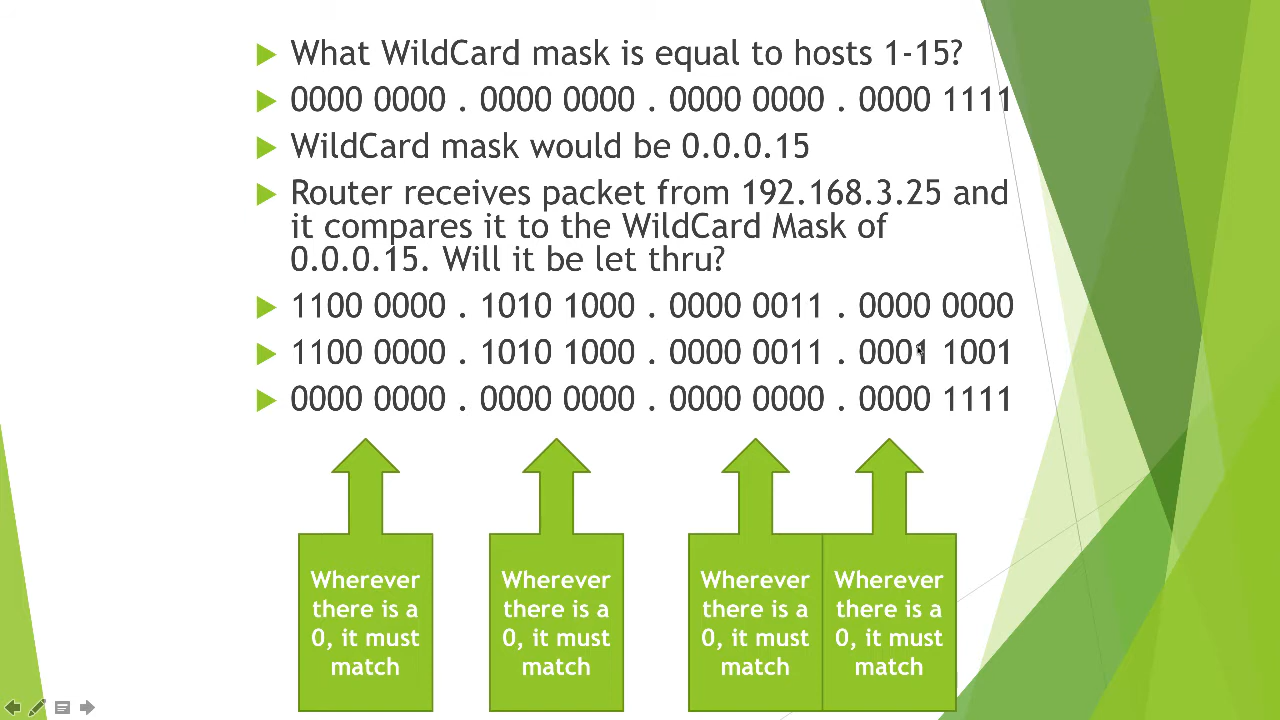 What WildCard mask is equal to hosts 1-15?
0000 0000 . 0000 0000 . 0000 0000 . 0000 1111
WildCard mask would be 0.0.0.15
Router receives packet from 192.168.3.25 and
it compares it to the WildCard Mask of
0.0.0.15. Will it be let thru?
1100 0000 . 1010 1000 . 0000 0011 . 0000 0000
1100 0000 . 1010 1000 . 0000 0011 . 0001 1001
0000 0000 . 0000 0000 . 0000 0000 . 0000 1111
Wherever
there is a
0, it must
match
Wherever
there is a
0, it must
match
Wherever
there is a
0, it must
match
Wherever
there is a
0, it must
match